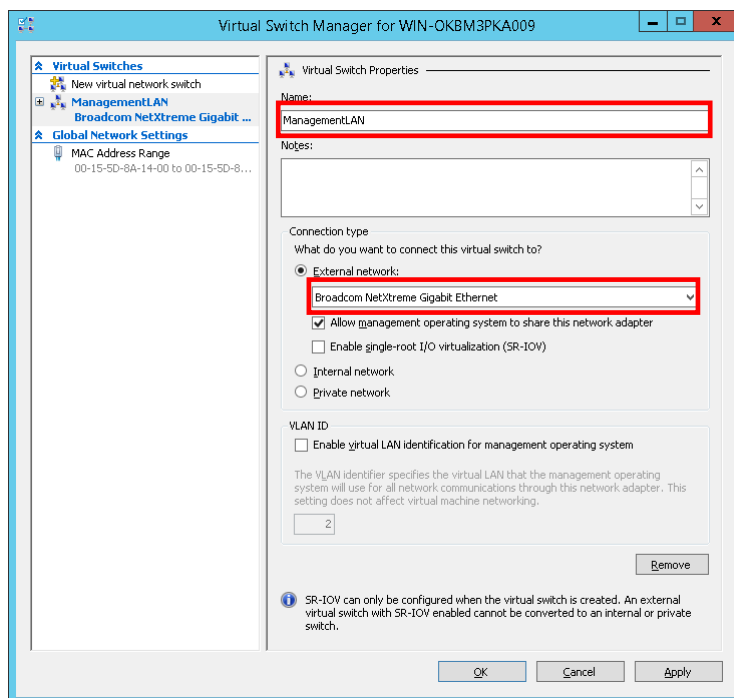 Virtual Switch Manager for WIN-OKBM3PKA009
Virtual Switches
New virtual network switch
ManagementLAN
Broadcom NetXtreme Gigabit ...
Global Network Settings
MAC Address Range
00-15-5D-8A-14-00 to 00-15-5D-8...
Virtual Switch Properties
Name:
ManagementLAN
Notes:
Connection type
What do you want to connect this virtual switch to?
External network:
Broadcom NetXtreme Gigabit Ethernet
Allow management operating system to share this network adapter
Enable single-root I/O virtualization (SR-IOV)
Internal network
Private network
VLAN ID
Enable virtual LAN identification for management operating system
The VLAN identifier specifies the virtual LAN that the management operating
system will use for all network communications through this network adapter. This
setting does not affect virtual machine networking.
2
Remove
SR-IOV can only be configured when the virtual switch is created. An external
virtual switch with SR-IOV enabled cannot be converted to an internal or private
switch.
OK
Cancel
Apply